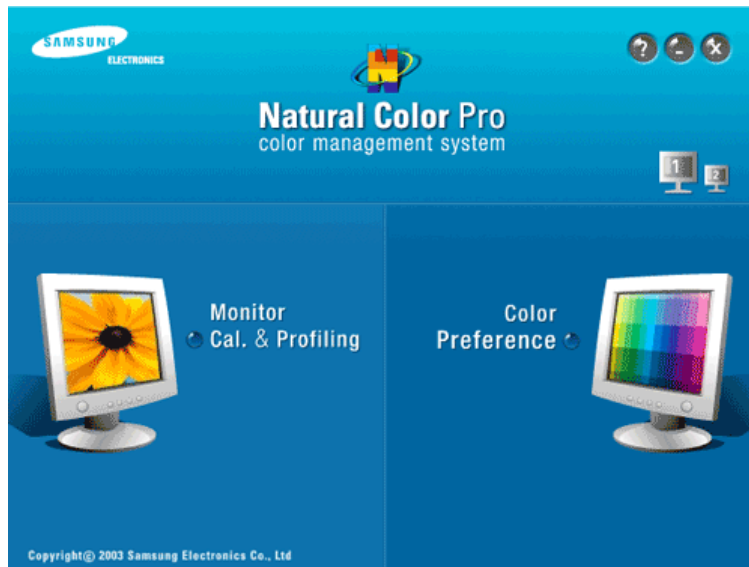 SAMSUNG
ELECTRONICS
? - X
N
Natural Color Pro
color management system
1
2
Monitor
Cal. & Profiling
Color
Preference
Copyright© 2003 Samsung Electronics Co., Ltd